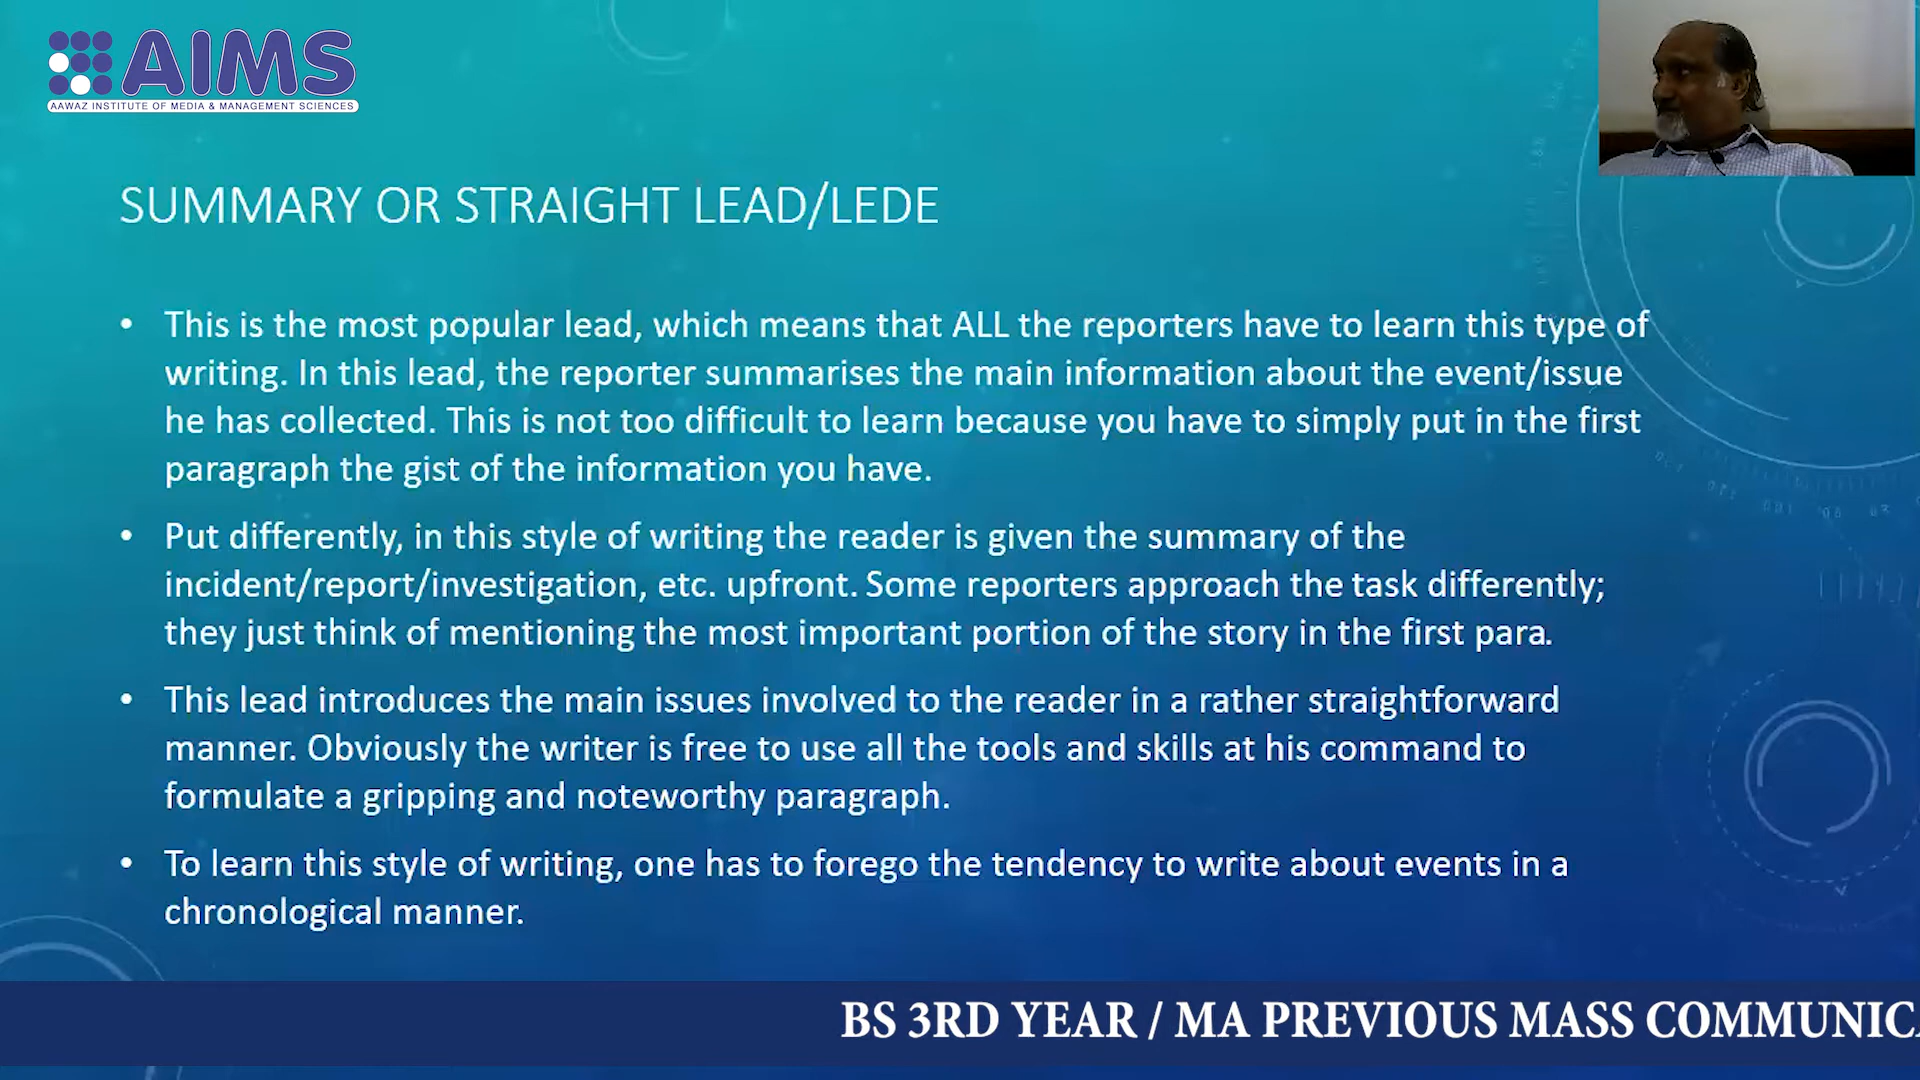 AIMS
AAWAZ INSTITUTE OF MEDIA & MANAGEMENT SCIENCES
SUMMARY OR STRAIGHT LEAD/LEDE
• This is the most popular lead, which means that ALL the reporters have to learn this type of
writing. In this lead, the reporter summarises the main information about the event/issue
he has collected. This is not too difficult to learn because you have to simply put in the first
paragraph the gist of the information you have.
• Put differently, in this style of writing the reader is given the summary of the
incident/report/investigation, etc. upfront. Some reporters approach the task differently;
they just think of mentioning the most important portion of the story in the first para.
• This lead introduces the main issues involved to the reader in a rather straightforward
manner. Obviously the writer is free to use all the tools and skills at his command to
formulate a gripping and noteworthy paragraph.
• To learn this style of writing, one has to forego the tendency to write about events in a
chronological manner.
BS 3RD YEAR / MA PREVIOUS MASS COMMUNIC